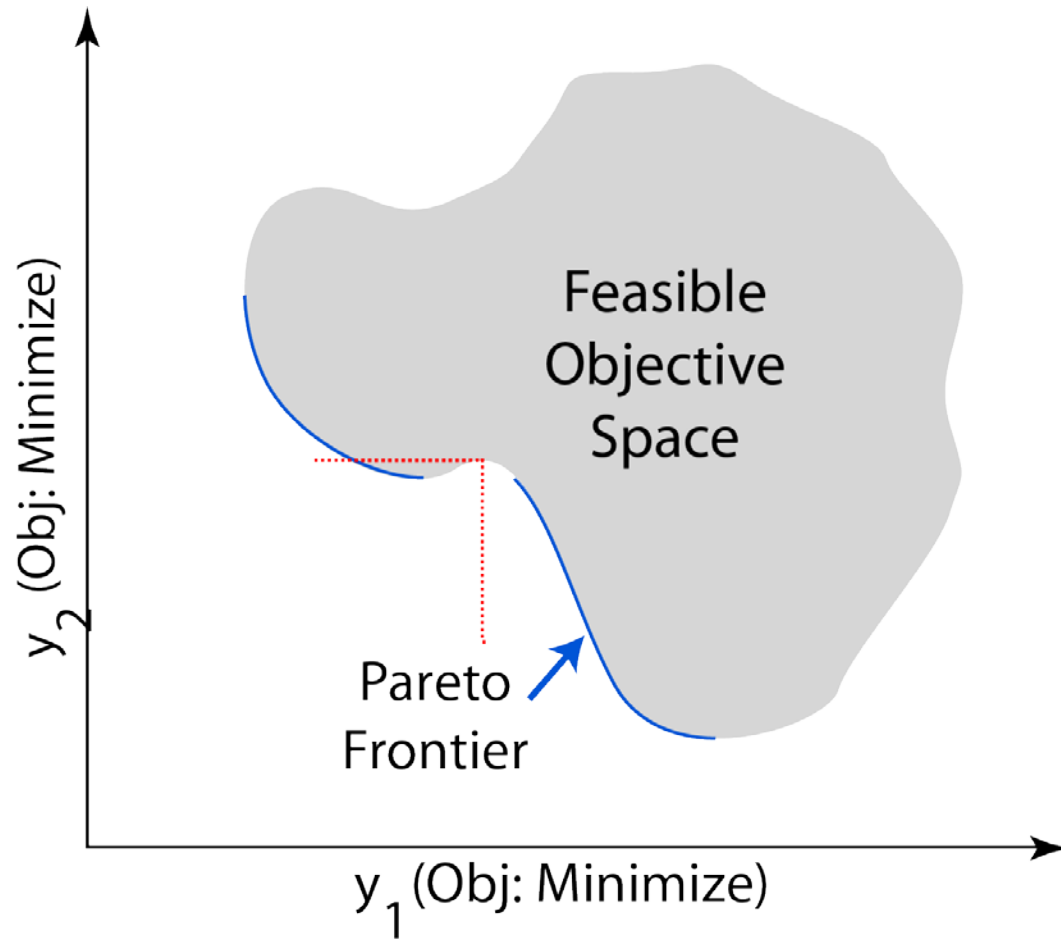 y2 (Obj: Minimize)
Feasible
Objective
Space
Pareto
Frontier
y1 (Obj: Minimize)